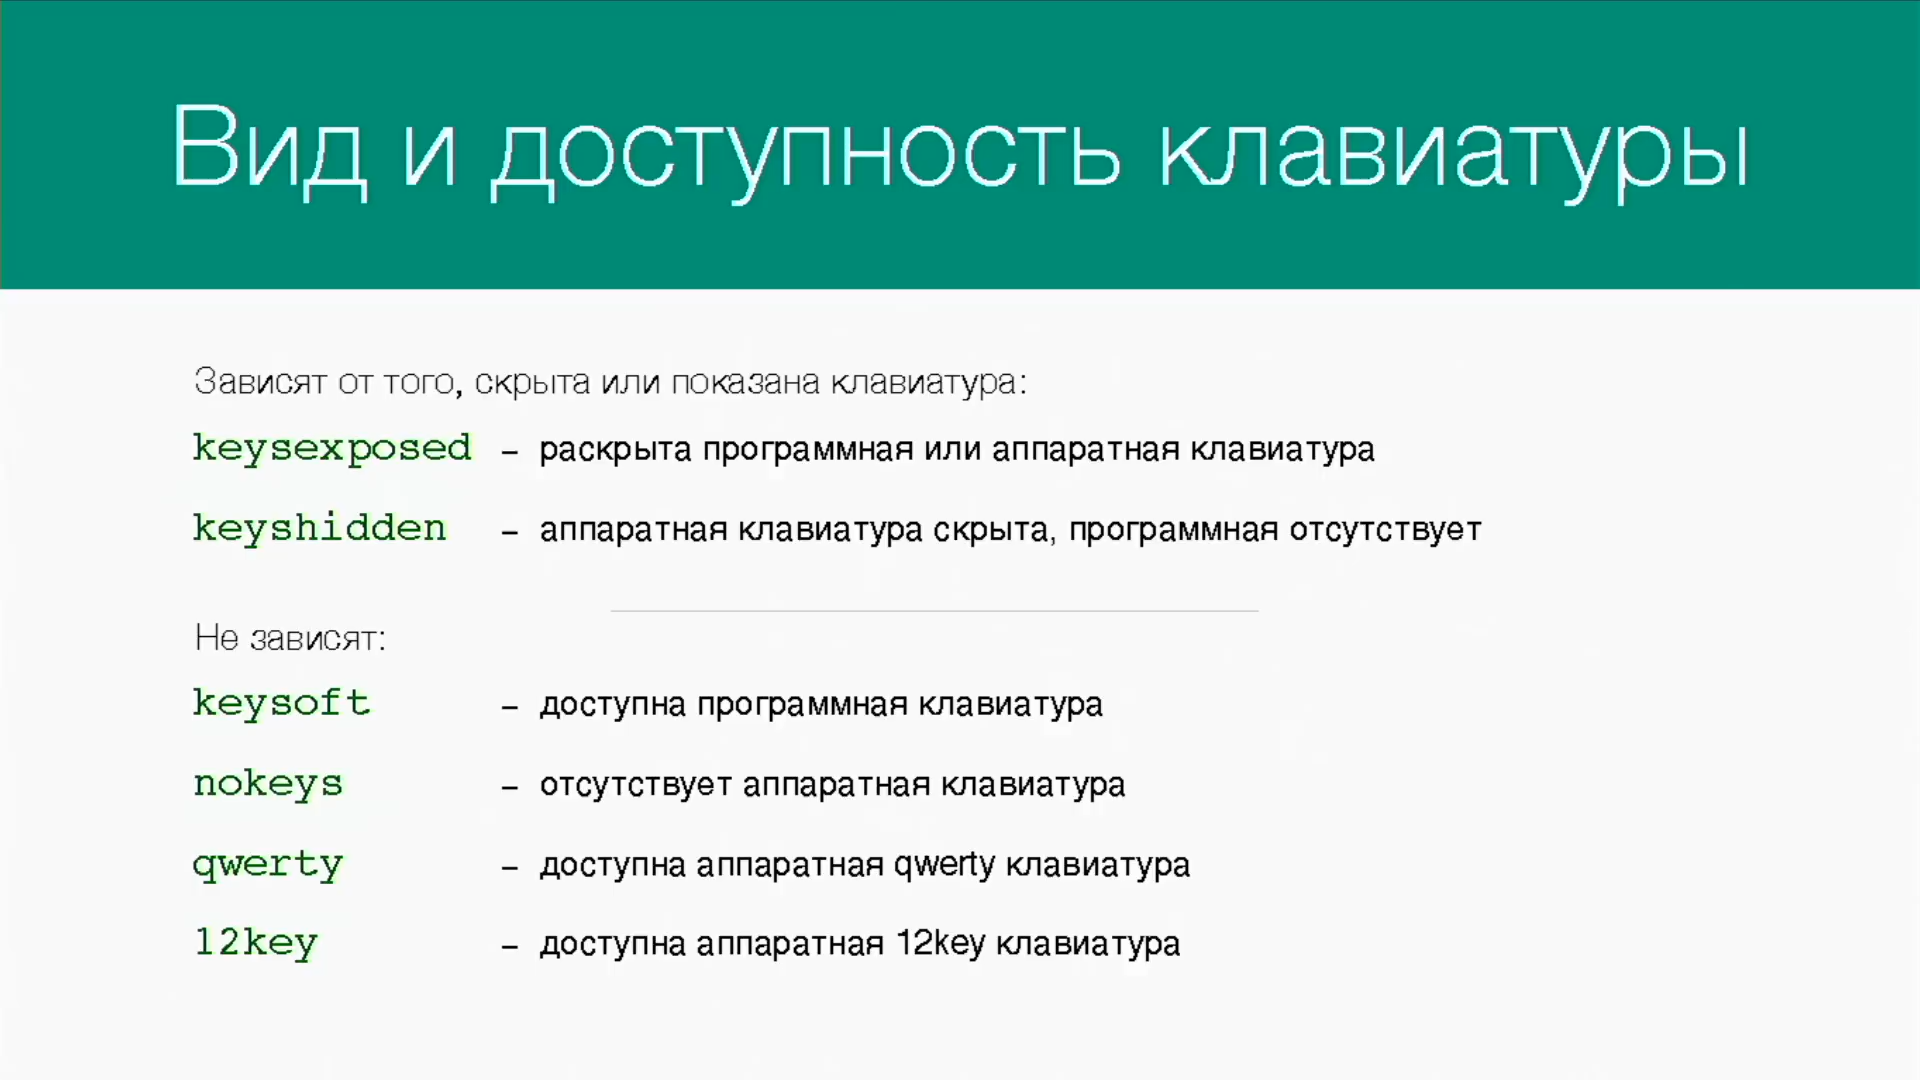 Вид и доступность клавиатуры
Зависят от того, скрыта или показана клавиатура:
keysexposed – раскрыта программная или аппаратная клавиатура
keyshidden – аппаратная клавиатура скрыта, программная отсутствует
Не зависят:
keysoft – доступна программная клавиатура
nokeys – отсутствует аппаратная клавиатура
qwerty – доступна аппаратная qwerty клавиатура
12key – доступна аппаратная 12key клавиатура